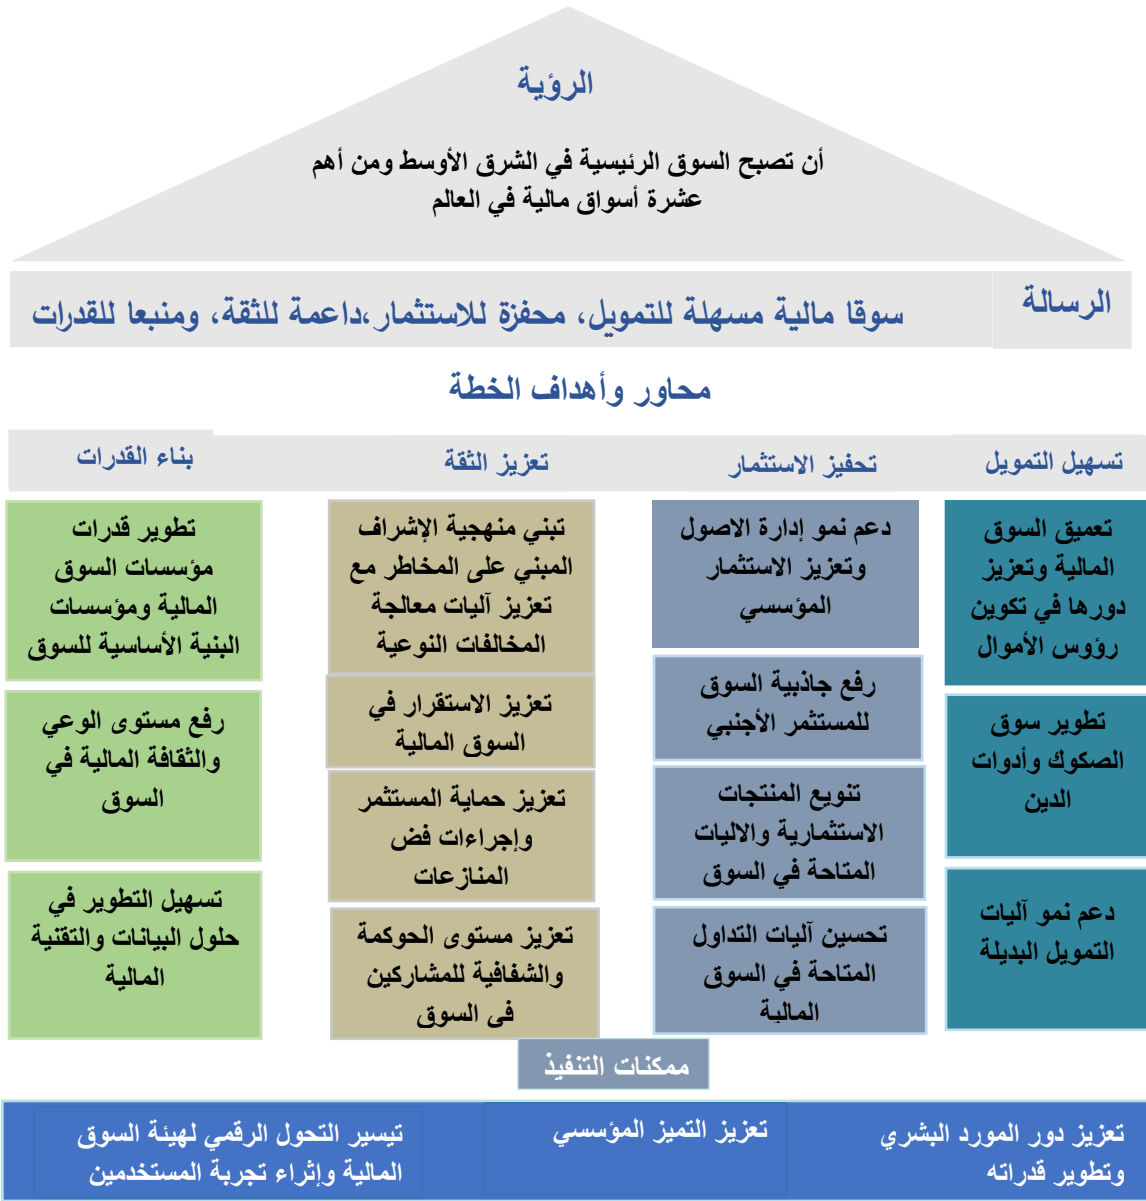 الرؤية
أن تصبح السوق الرئيسية في الشرق الأوسط ومن أهم
عشرة أسواق مالية في العالم
الرسالة
سوقا مالية مسهلة للتمويل، محفزة للاستثمار،داعمة للثقة، ومنبعا للقدرات
محاور وأهداف الخطة
تسهيل التمويل
تعميق السوق
المالية وتعزيز
دورها في تكوين
رؤوس الأموال
تطوير سوق
الصكوك وأدوات
الدين
دعم نمو آليات
التمويل البديلة
تحفيز الاستثمار
دعم نمو إدارة الاصول
وتعزيز الاستثمار
المؤسسي
رفع جاذبية السوق
للمستثمر الأجنبي
تنويع المنتجات
الاستثمارية والاليات
المتاحة في السوق
تحسين آليات التداول
المتاحة في السوق
المالية
تعزيز الثقة
تبني منهجية الإشراف
المبني على المخاطر مع
تعزيز آليات معالجة
المخالفات النوعية
تعزيز الاستقرار في
السوق المالية
تعزيز حماية المستثمر
وإجراءات فض
المنازعات
تعزيز مستوى الحوكمة
والشفافية للمشاركين
في السوق
بناء القدرات
تطوير قدرات
مؤسسات السوق
المالية ومؤسسات
البنية الأساسية للسوق
رفع مستوى الوعي
والثقافة المالية في
السوق
تسهيل التطوير في
حلول البيانات والتقنية
المالية
ممكنات التنفيذ
تعزيز دور المورد البشري
وتطوير قدراته
تعزيز التميز المؤسسي
تيسير التحول الرقمي لهيئة السوق
المالية وإثراء تجربة المستخدمين